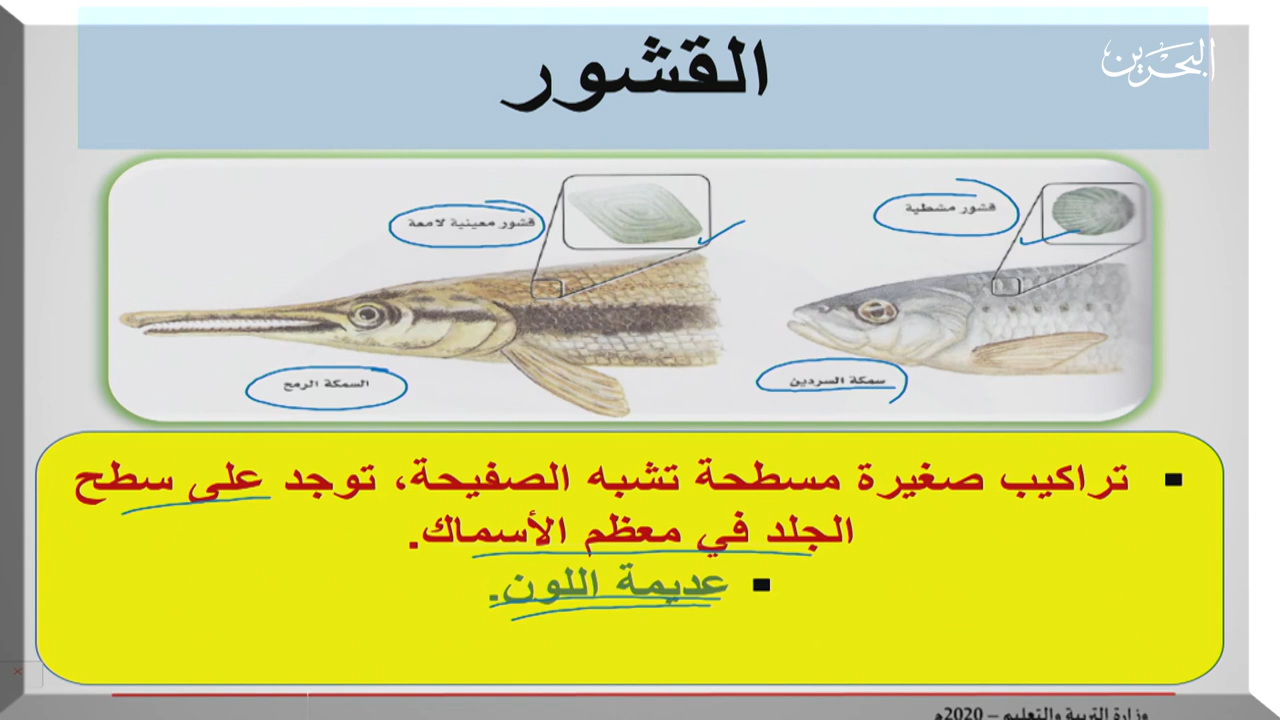 البحرين
القشور
قشور مشطية
قشور معينية لامعة
سمكة السردين
السمكة الرمح
▪ تراكيب صغيرة مسطحة تشبه الصفيحة، توجد على سطح
الجلد في معظم الأسماك.
▪ عديمة اللون.
وزارة التربية والتعليم – 2020م